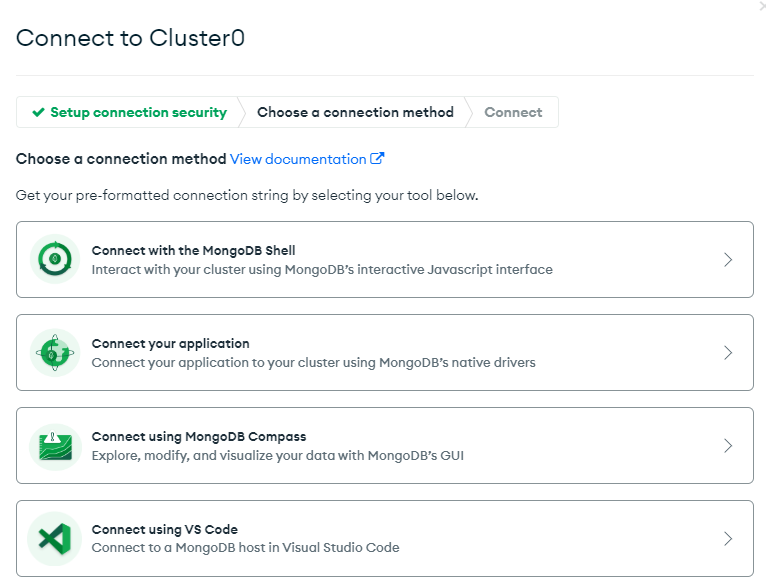 Connect to Cluster0
Setup connection security Choose a connection method Connect
Choose a connection method View documentation
Get your pre-formatted connection string by selecting your tool below.
Connect with the MongoDB Shell
Interact with your cluster using MongoDB's interactive Javascript interface
Connect your application
Connect your application to your cluster using MongoDB's native drivers
Connect using MongoDB Compass
Explore, modify, and visualize your data with MongoDB's GUI
Connect using VS Code
Connect to a MongoDB host in Visual Studio Code